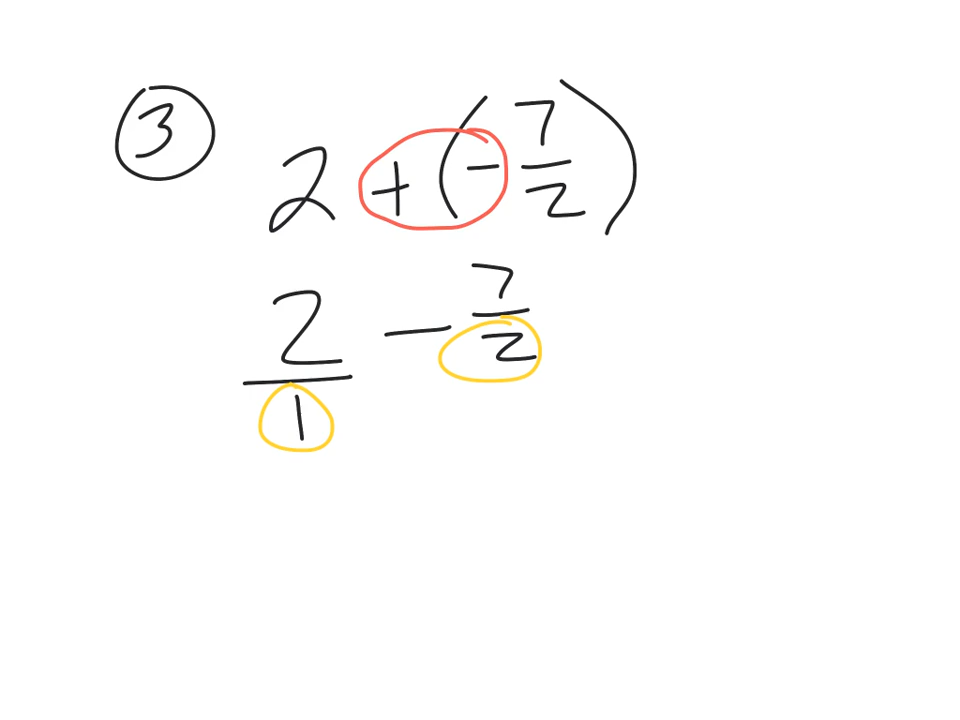 ③ 2 + (- 7/2)
2/1 - 7/2